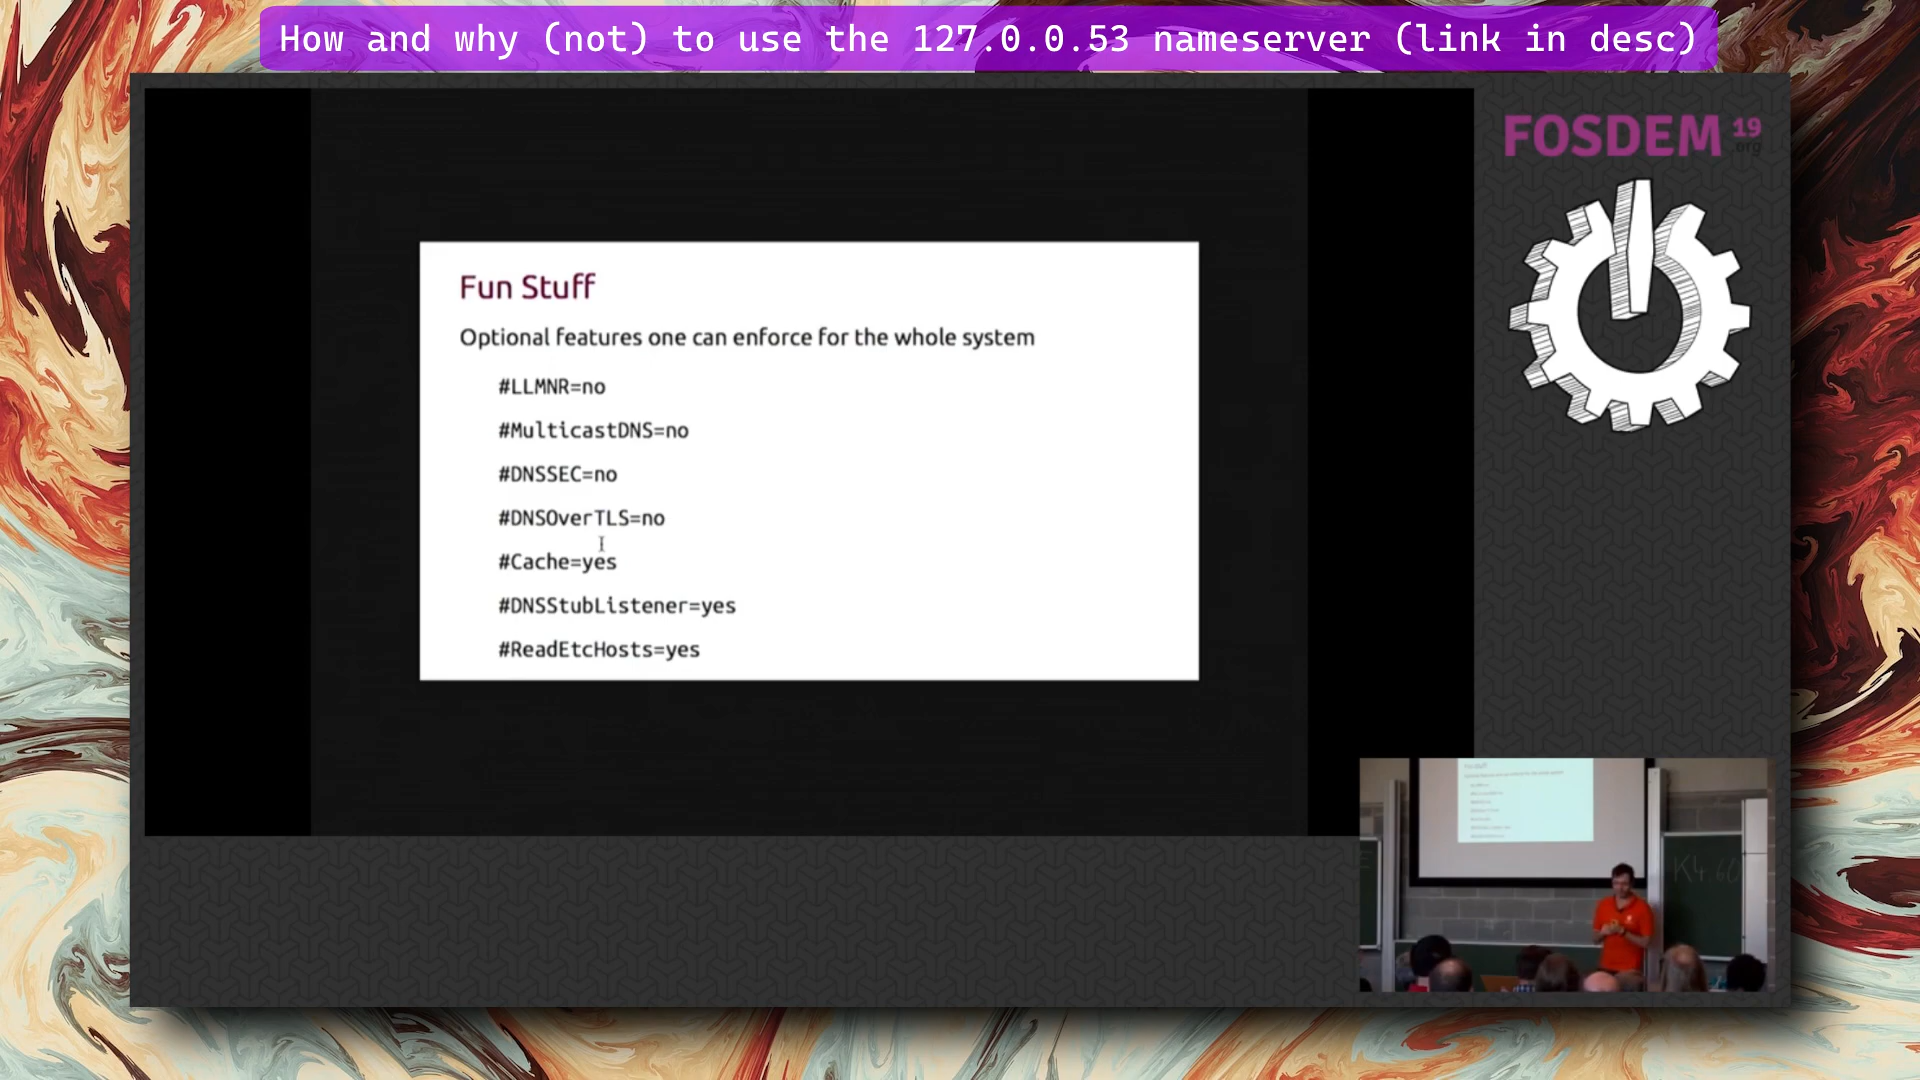 How and why (not) to use the 127.0.0.53 nameserver (link in desc)
FOSDEM 19
.org
Fun Stuff
Optional features one can enforce for the whole system
#LLMNR=no
#MulticastDNS=no
#DNSSEC=no
#DNSOverTLS=no
#Cache=yes
#DNSStubListener=yes
#ReadEtcHosts=yes